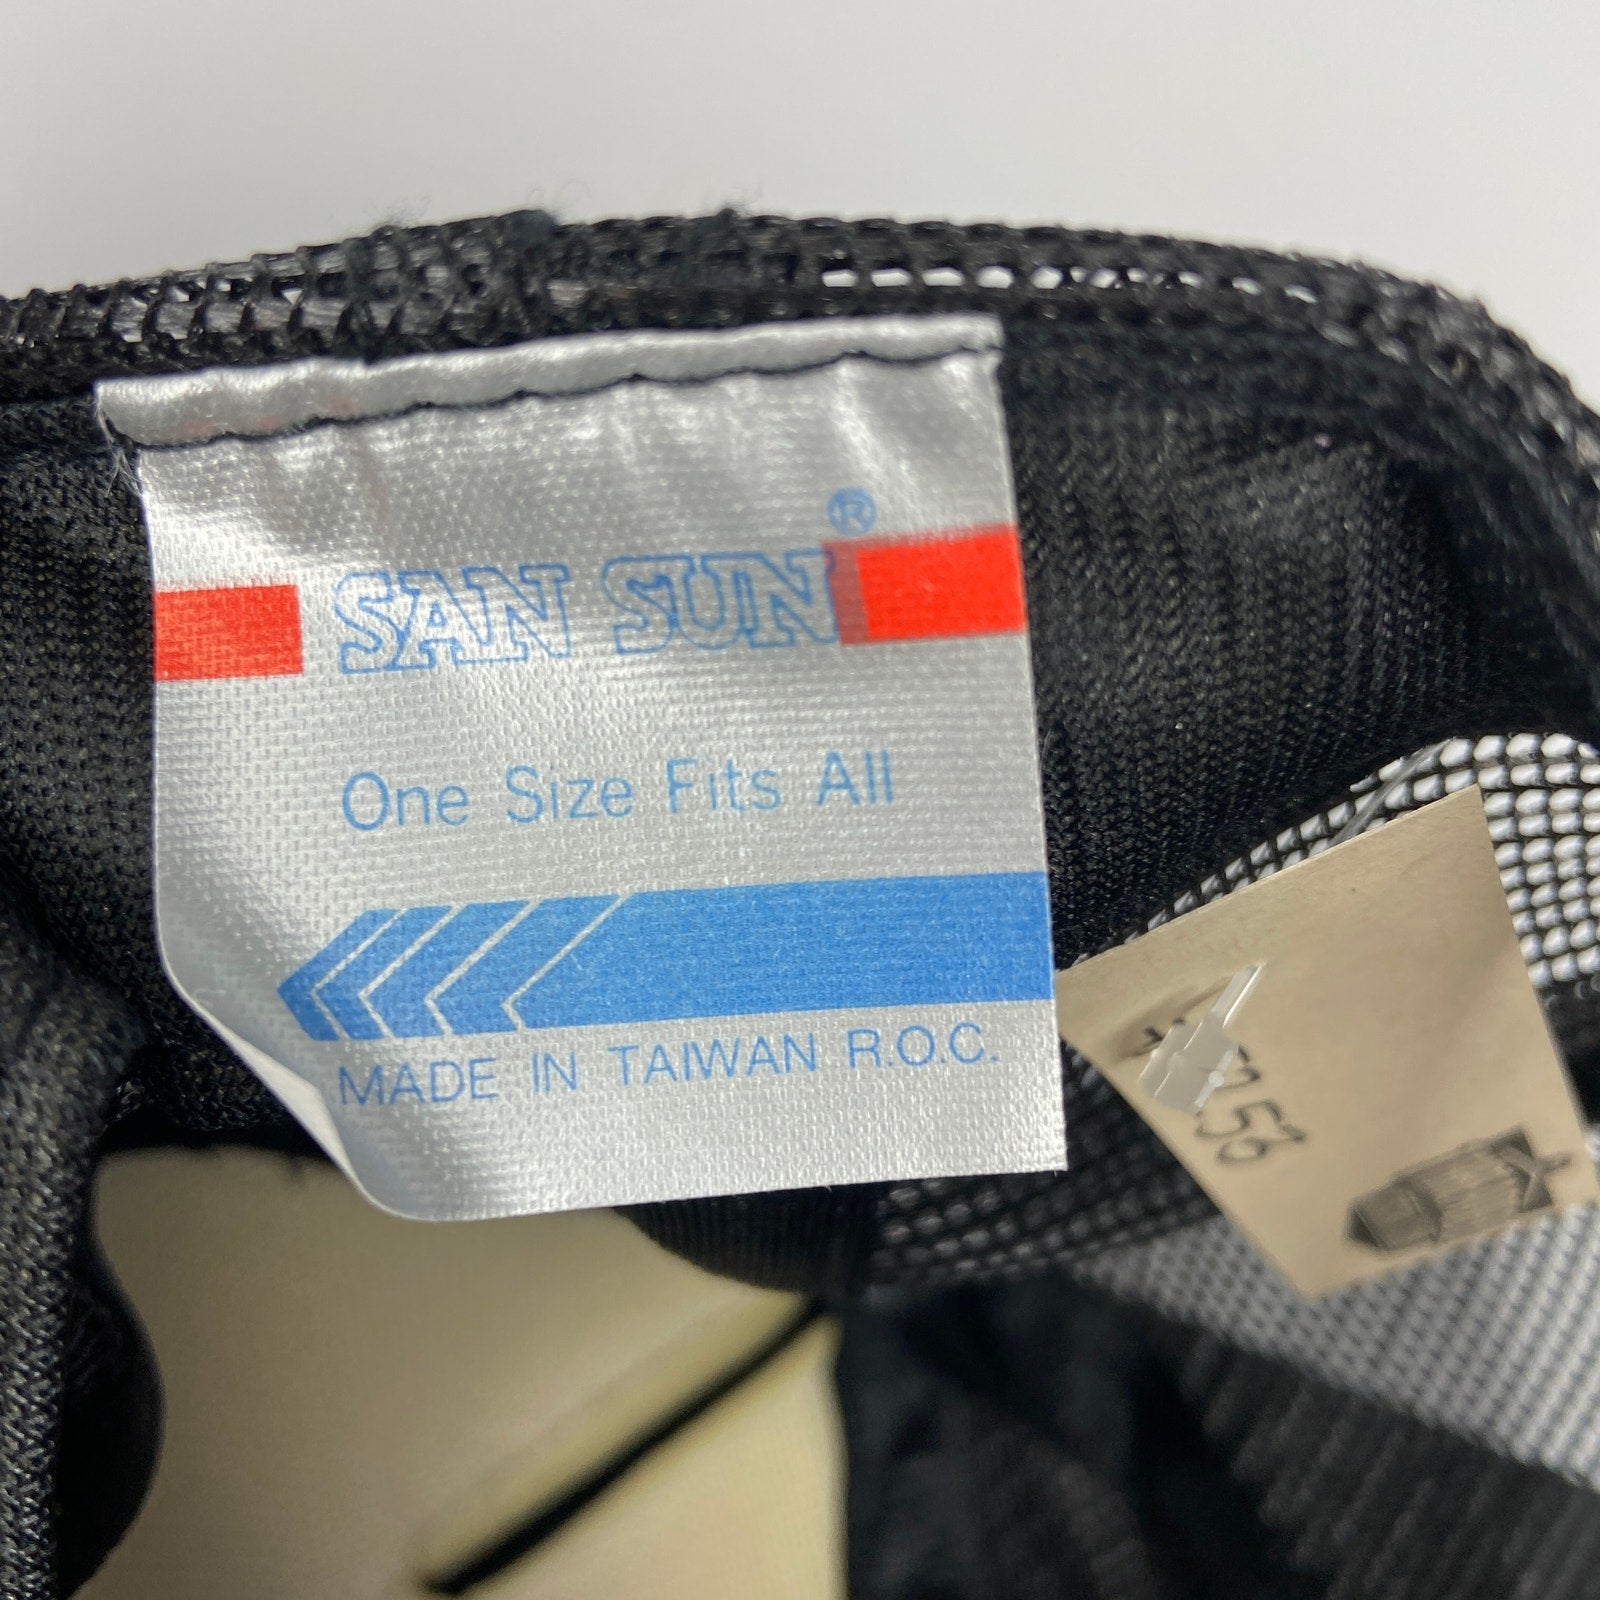 SAN SUN®
One Size Fits All
MADE IN TAIWAN R.O.C.